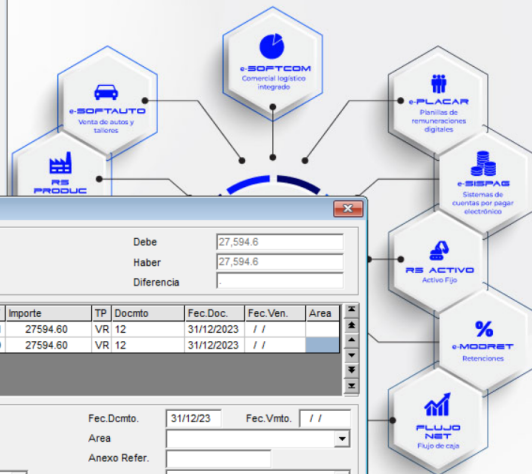 e-SOFTCOM
Comercial logístico
integrado
e-SOFTAUTO
Venta de autos y
talleres
e-PLACAR
Planillas de
remuneraciones
digitales
RS
PRODUC
e-SISPAG
Sistemas de
cuentas por pagar
electrónico
RS ACTIVO
Activo Fijo
%
e-MODRET
Retenciones
FLUJO
NET
Flujo de caja
Debe 27,594.6
Haber 27,594.6
Diferencia .
Importe TP Docmto Fec.Doc. Fec.Ven. Area
27594.60 VR 12 31/12/2023 / /
27594.60 VR 12 31/12/2023 / /
Fec.Dcmto. 31/12/23 Fec.Vmto. / /
Area
Anexo Refer.